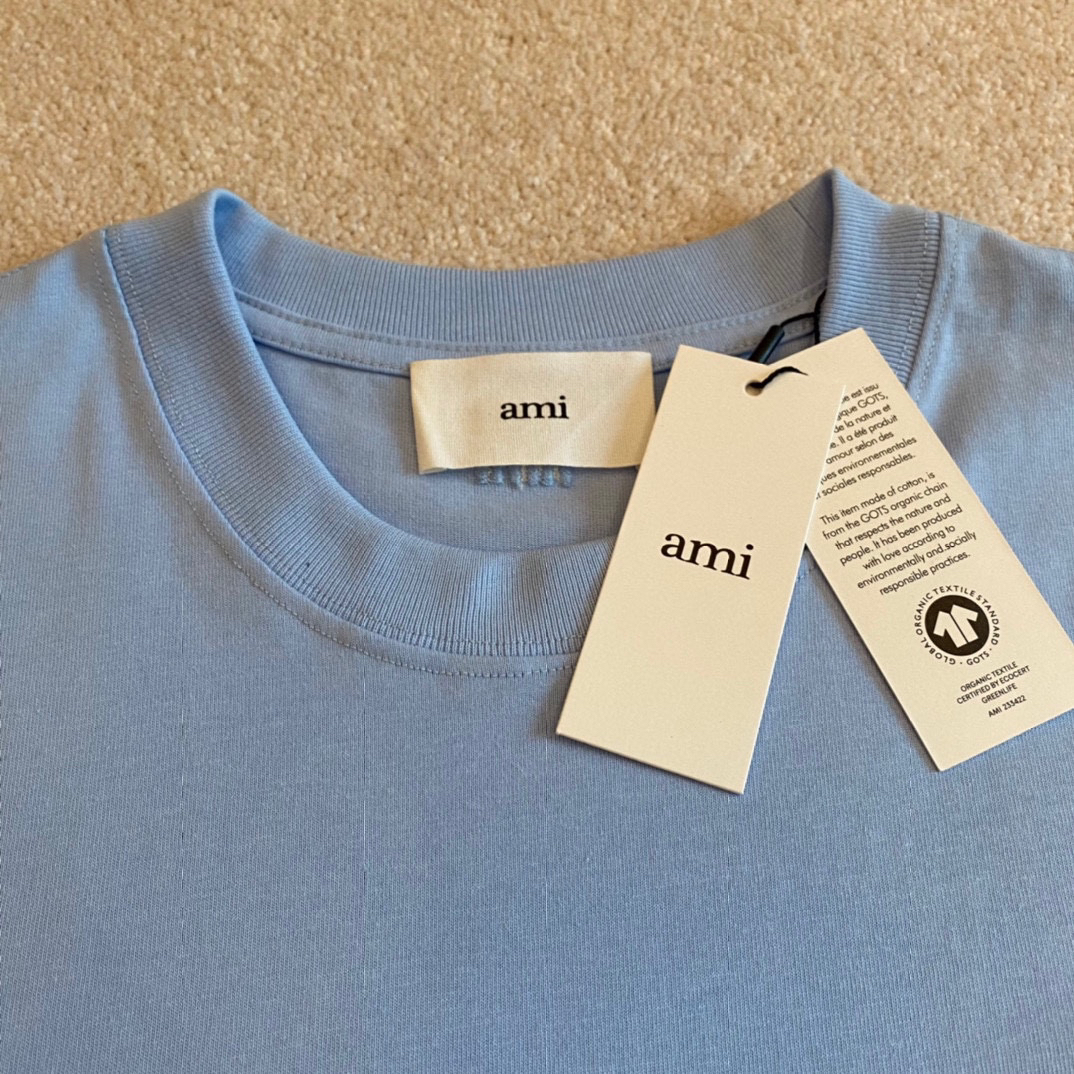 ami
ami
est issu
GOTS,
de la nature et
Il a été produit
amour selon des
environnementales
sociales responsables.
This item made of cotton, is
from the GOTS organic chain
that respects the nature and
people. It has been produced
with love according to
environmentally and socially
responsible practices.
GLOBAL ORGANIC TEXTILE STANDARD
· GOTS ·
ORGANIC TEXTILE
CERTIFIED BY ECOCERT
GREENLIFE
AMI 233422